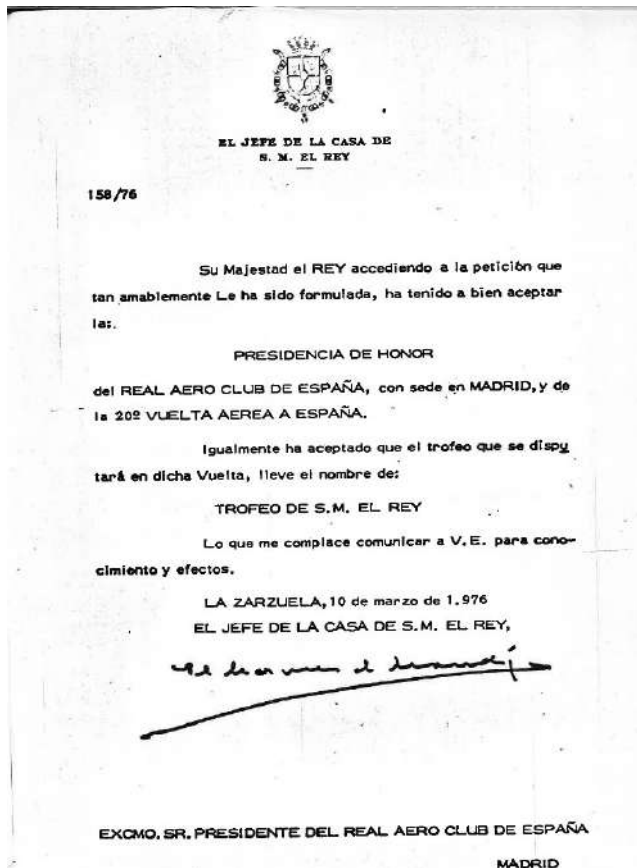 EL JEFE DE LA CASA DE
S. M. EL REY
158/76
Su Majestad el REY accediendo a la petición que
tan amablemente Le ha sido formulada, ha tenido a bien aceptar
la:.
PRESIDENCIA DE HONOR
del REAL AERO CLUB DE ESPAÑA, con sede en MADRID, y de
la 20º VUELTA AEREA A ESPAÑA.
Igualmente ha aceptado que el trofeo que se dispu
tará en dicha Vuelta, lleve el nombre de:
TROFEO DE S.M. EL REY
Lo que me complace comunicar a V.E. para cono-
cimiento y efectos.
LA ZARZUELA, 10 de marzo de 1.976
EL JEFE DE LA CASA DE S.M. EL REY,
EXCMO. SR. PRESIDENTE DEL REAL AERO CLUB DE ESPAÑA
MADRID